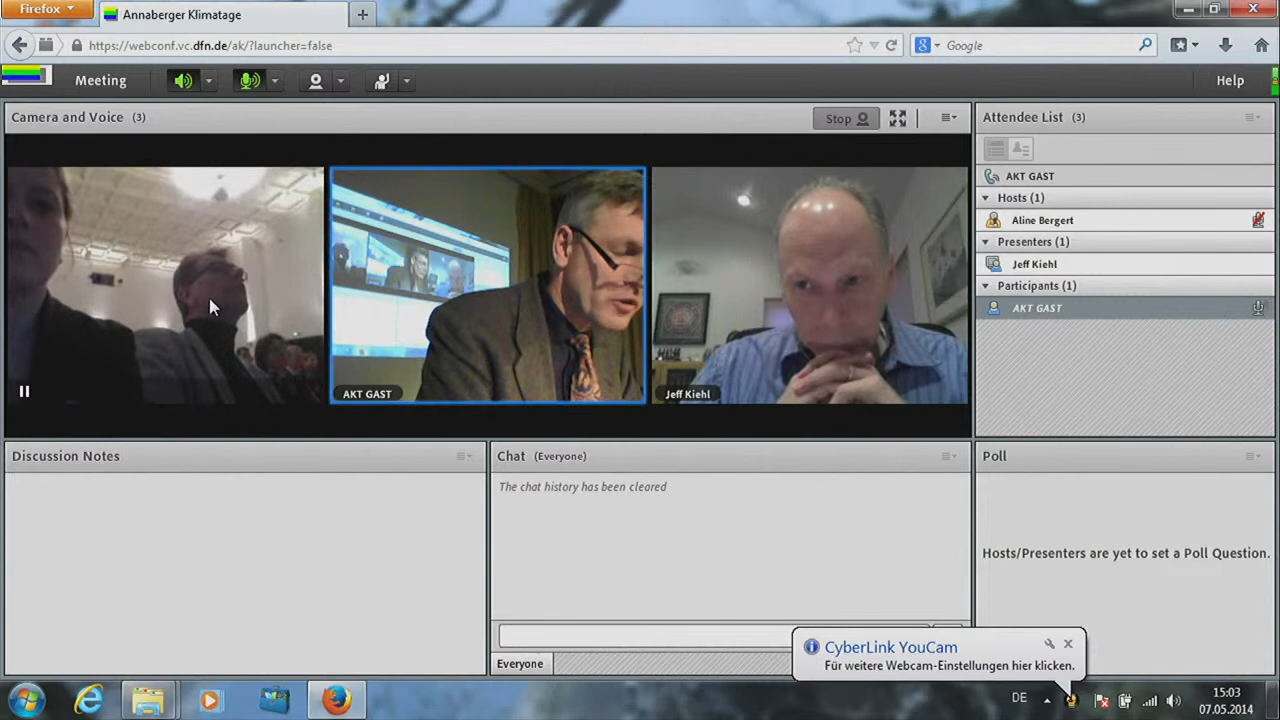 Firefox
Annaberger Klimatage
https://webconf.vc.dfn.de/ak/?launcher=false
Google
Meeting
Help
Camera and Voice (3)
Stop
Attendee List (3)
AKT GAST
Hosts (1)
Aline Bergert
Presenters (1)
Jeff Kiehl
Participants (1)
AKT GAST
AKT GAST
Jeff Kiehl
Discussion Notes
Chat (Everyone)
Poll
The chat history has been cleared
Hosts/Presenters are yet to set a Poll Question.
Everyone
CyberLink YouCam
Für weitere Webcam-Einstellungen hier klicken.
DE
15:03
07.05.2014